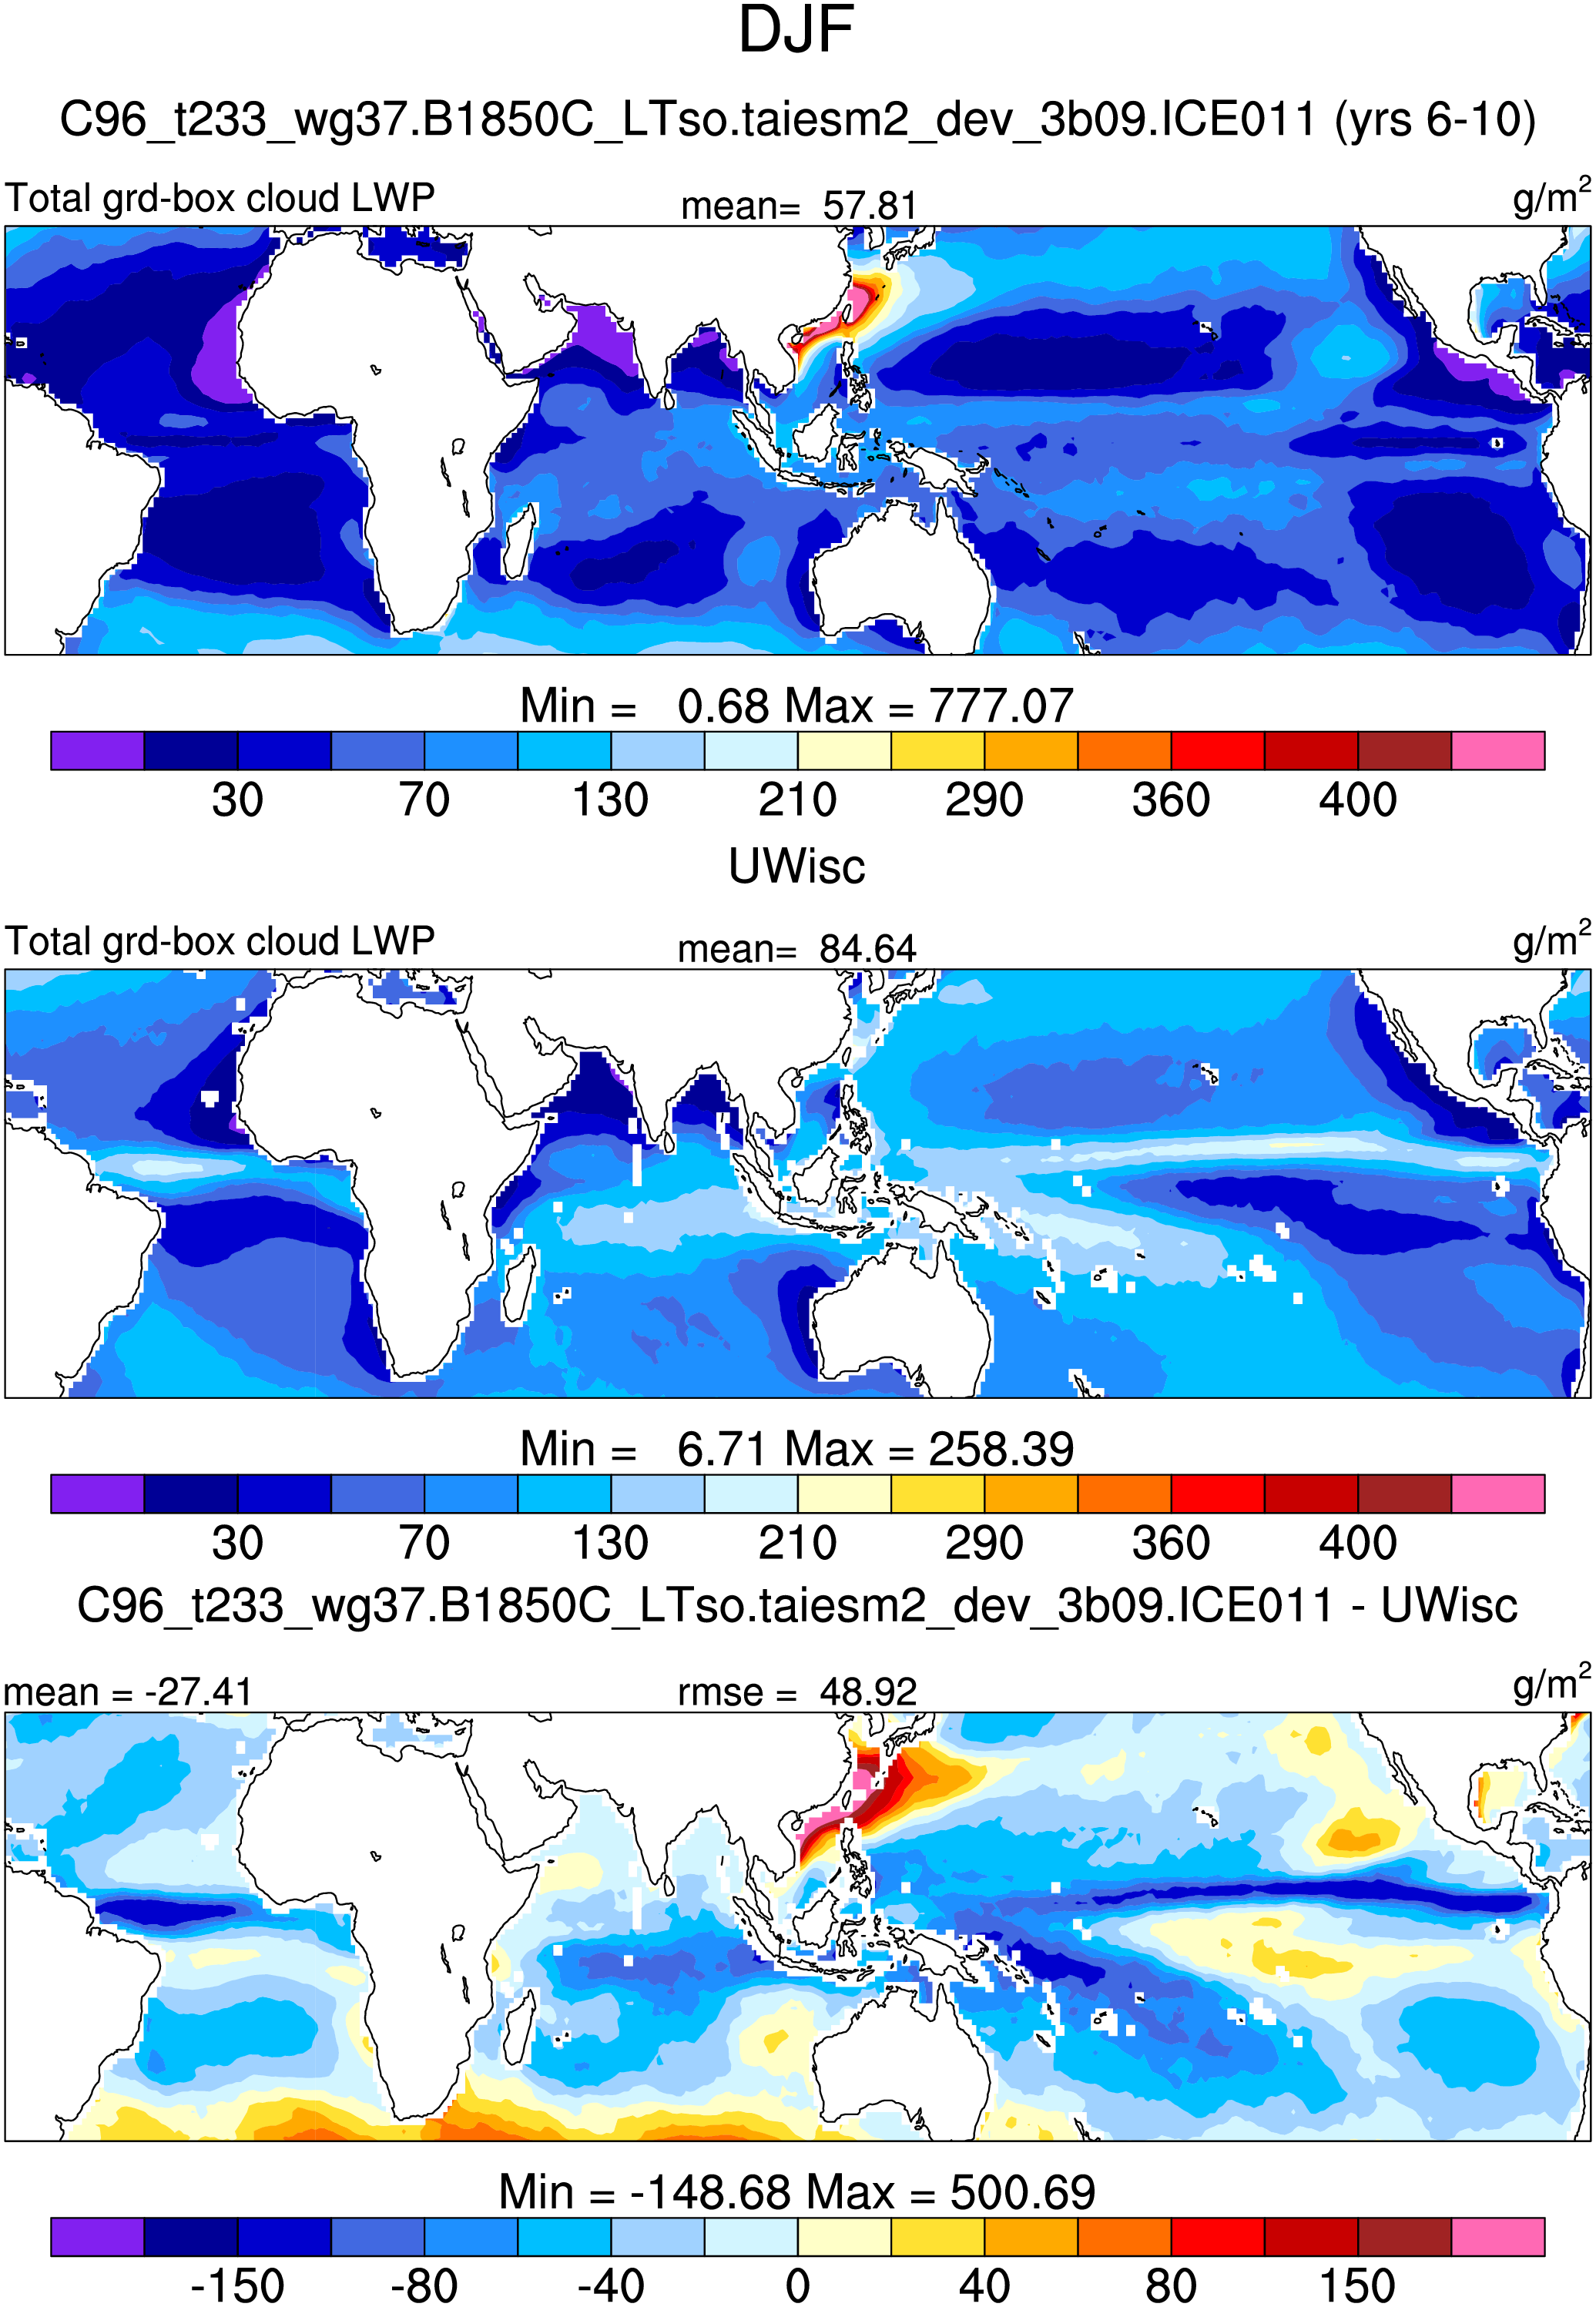 DJF
C96_t233_wg37.B1850C_LTso.taiesm2_dev_3b09.ICE011 (yrs 6-10)
Total grd-box cloud LWP mean= 57.81 g/m²
Min = 0.68 Max = 777.07
30 70 130 210 290 360 400
UWisc
Total grd-box cloud LWP mean= 84.64 g/m²
Min = 6.71 Max = 258.39
30 70 130 210 290 360 400
C96_t233_wg37.B1850C_LTso.taiesm2_dev_3b09.ICE011 - UWisc
mean = -27.41 rmse = 48.92 g/m²
Min = -148.68 Max = 500.69
-150 -80 -40 0 40 80 150